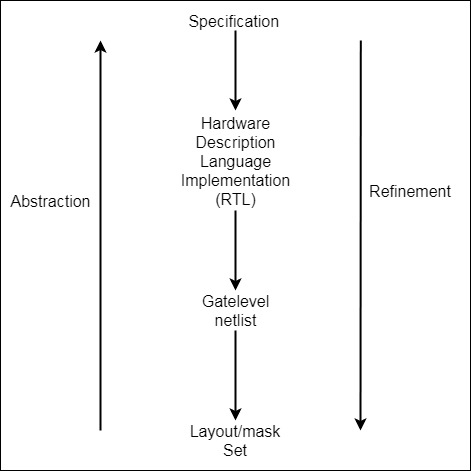 Specification
Hardware
Description
Language
Implementation
(RTL)
Abstraction
Refinement
Gatelevel
netlist
Layout/mask
Set